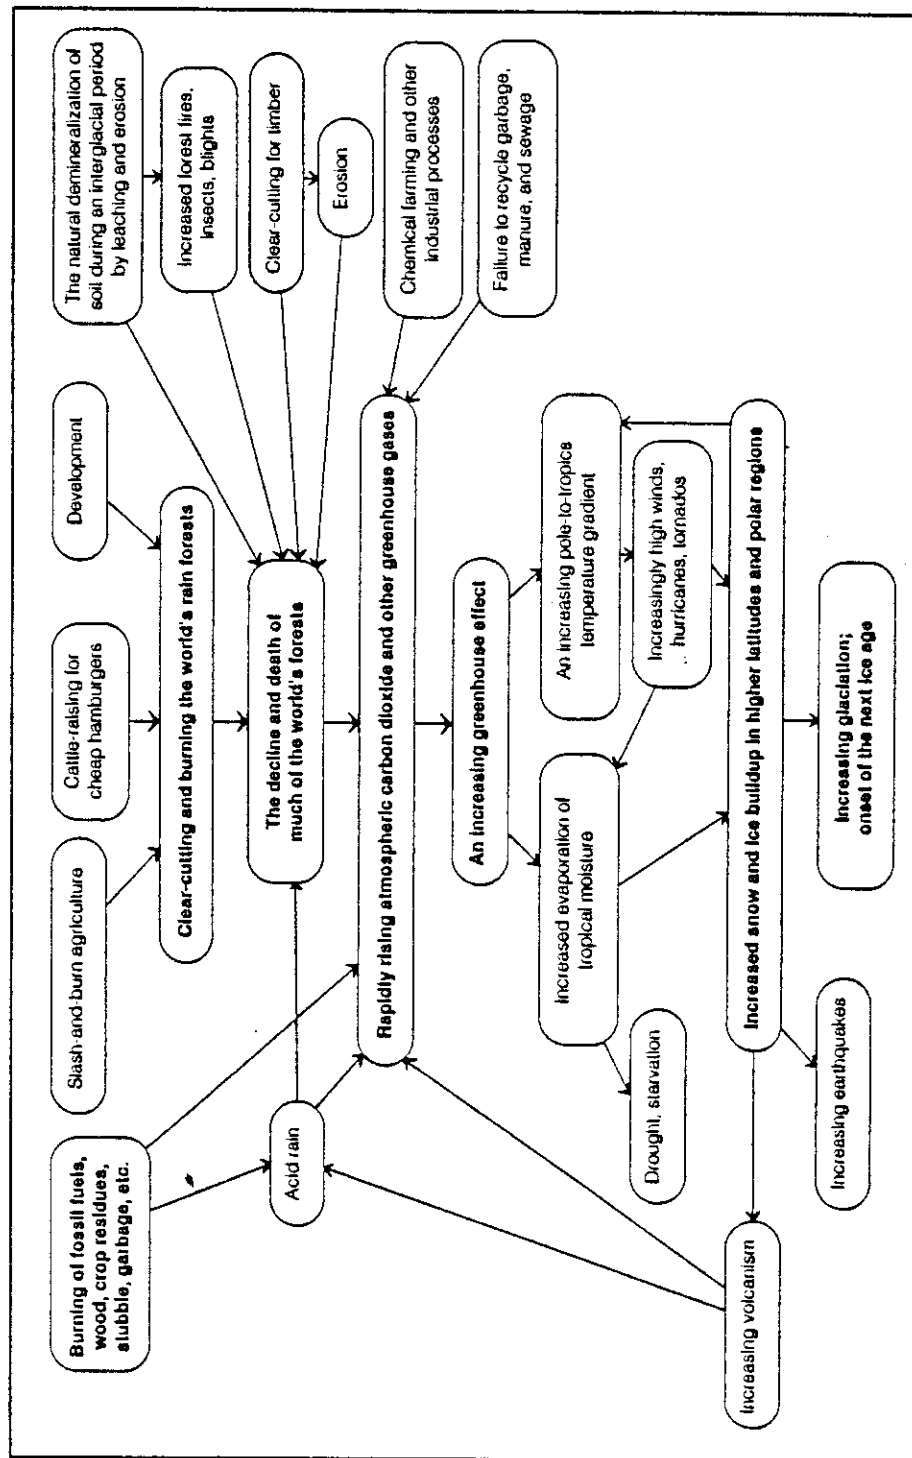 Burning of fossil fuels,
wood, crop residues,
stubble, garbage, etc.
Slash-and-burn agriculture
Cattle-raising for
cheap hamburgers
Development
The natural demineralization of
soil during an interglacial period
by leaching and erosion
Increased forest fires,
insects, blights
Clear-cutting for timber
Erosion
Clear-cutting and burning the world's rain forests
Acid rain
The decline and death of
much of the world's forests
Chemical farming and other
industrial processes
Failure to recycle garbage,
manure, and sewage
Rapidly rising atmospheric carbon dioxide and other greenhouse gases
An increasing greenhouse effect
Increased evaporation of
tropical moisture
An increasing pole-to-tropics
temperature gradient
Drought, starvation
Increasingly high winds,
hurricanes, tornados
Increased snow and ice buildup in higher latitudes and polar regions
Increasing volcanism
Increasing earthquakes
Increasing glaciation;
onset of the next ice age